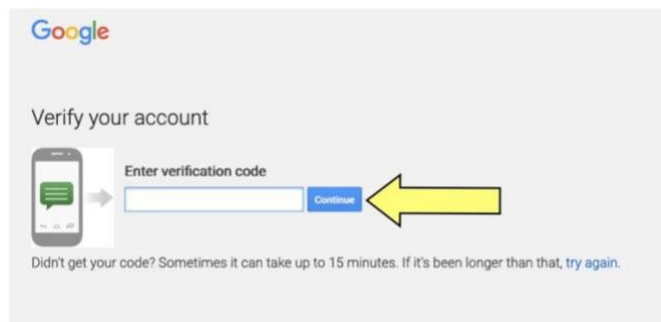 Google
Verify your account
Enter verification code
Continue
Didn't get your code? Sometimes it can take up to 15 minutes. If it's been longer than that, try again.